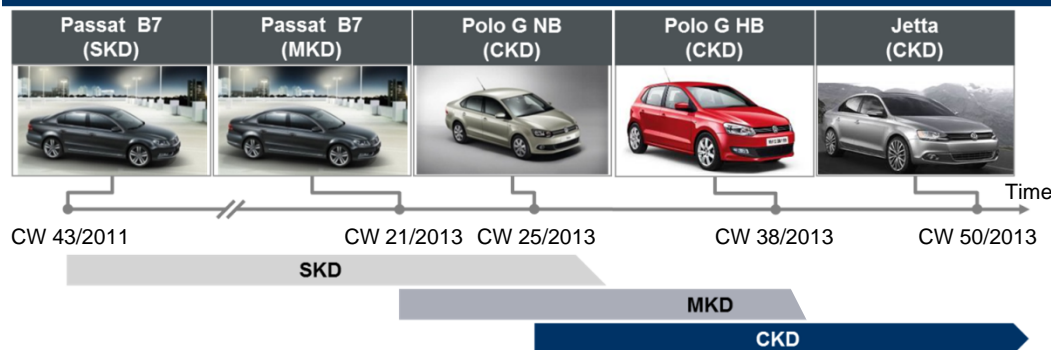 Passat B7
(SKD)
Passat B7
(MKD)
Polo G NB
(CKD)
Polo G HB
(CKD)
Jetta
(CKD)
Time
CW 43/2011
CW 21/2013
CW 25/2013
CW 38/2013
CW 50/2013
SKD
MKD
CKD